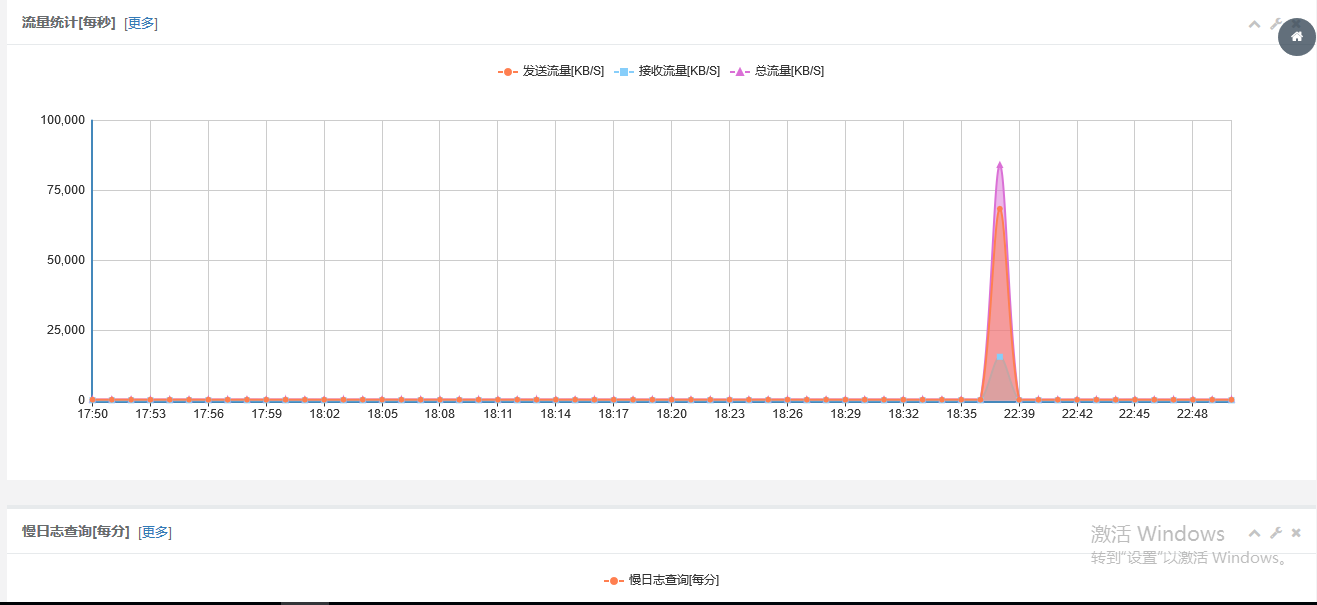 流量统计[每秒] [更多]
发送流量[KB/S] 接收流量[KB/S] 总流量[KB/S]
100,000
75,000
50,000
25,000
0
17:50 17:53 17:56 17:59 18:02 18:05 18:08 18:11 18:14 18:17 18:20 18:23 18:26 18:29 18:32 18:35 22:39 22:42 22:45 22:48
慢日志查询[每分] [更多]
激活 Windows
转到"设置"以激活 Windows。
慢日志查询[每分]